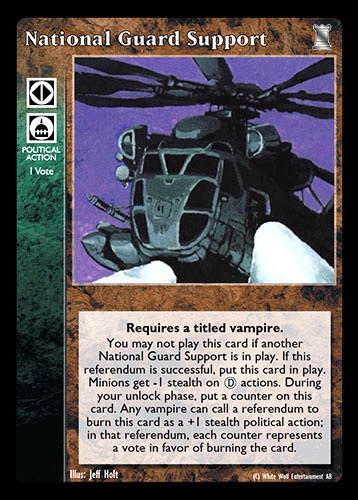 National Guard Support
POLITICAL
ACTION
1 Vote
Requires a titled vampire.
You may not play this card if another
National Guard Support is in play. If this
referendum is successful, put this card in play.
Minions get -1 stealth on Ⓓ actions. During
your unlock phase, put a counter on this
card. Any vampire can call a referendum to
burn this card as a +1 stealth political action;
in that referendum, each counter represents
a vote in favor of burning the card.
Illus: Jeff Holt
(C) White Wolf Entertainment AB